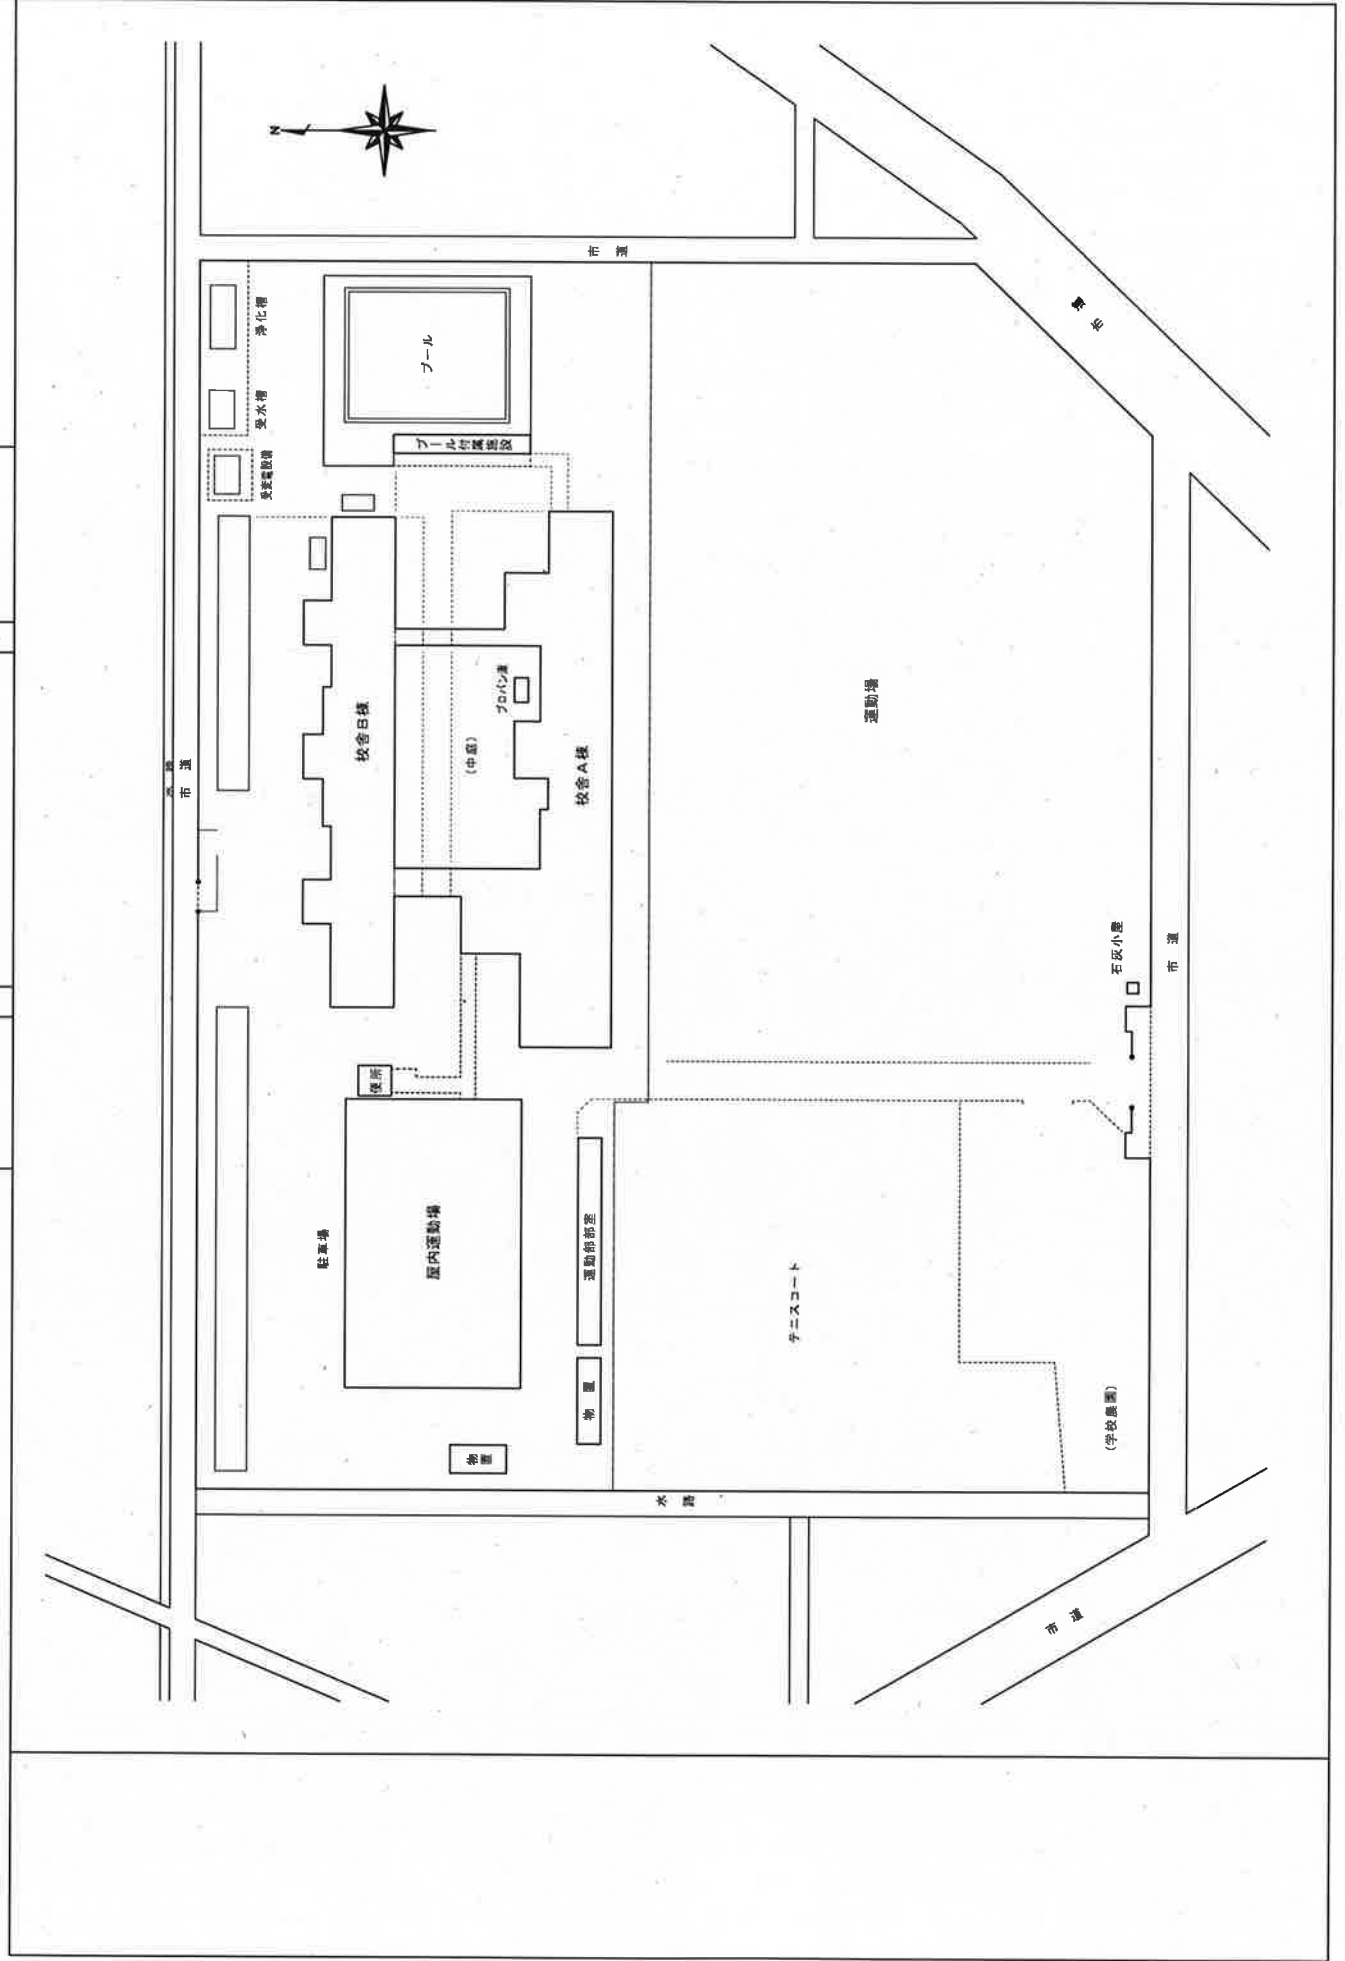 N
水路
市道
市道
市道
浄化槽
受水槽
受変電設備
プール
プール付属施設
校舎B棟
(中庭)
プロパン庫
校舎A棟
運動場
石灰小屋
市道
便所
駐車場
屋内運動場
運動部部室
物置
物置
テニスコート
(学校農園)
水路
市道